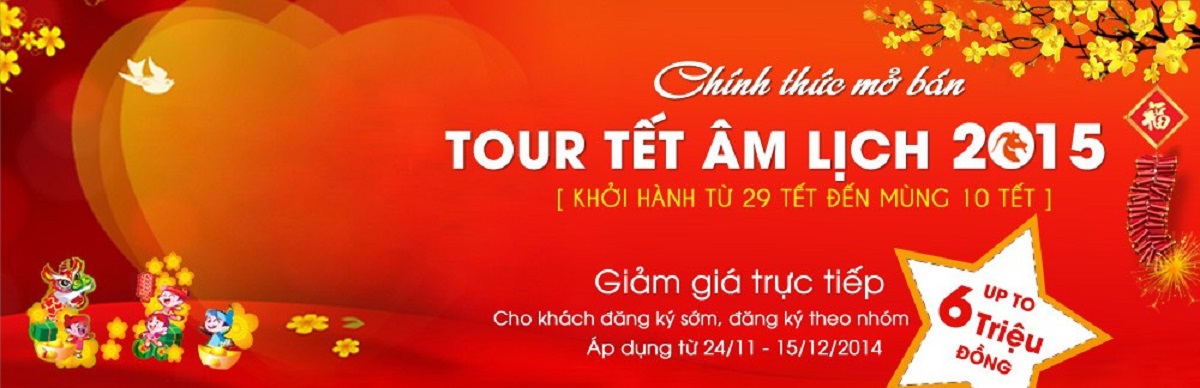 Chính thức mở bán
TOUR TẾT ÂM LỊCH 2015
[ KHỞI HÀNH TỪ 29 TẾT ĐẾN MÙNG 10 TẾT ]
福
Giảm giá trực tiếp
Cho khách đăng ký sớm, đăng ký theo nhóm
Áp dụng từ 24/11 - 15/12/2014
UP TO
6 Triệu
ĐỒNG